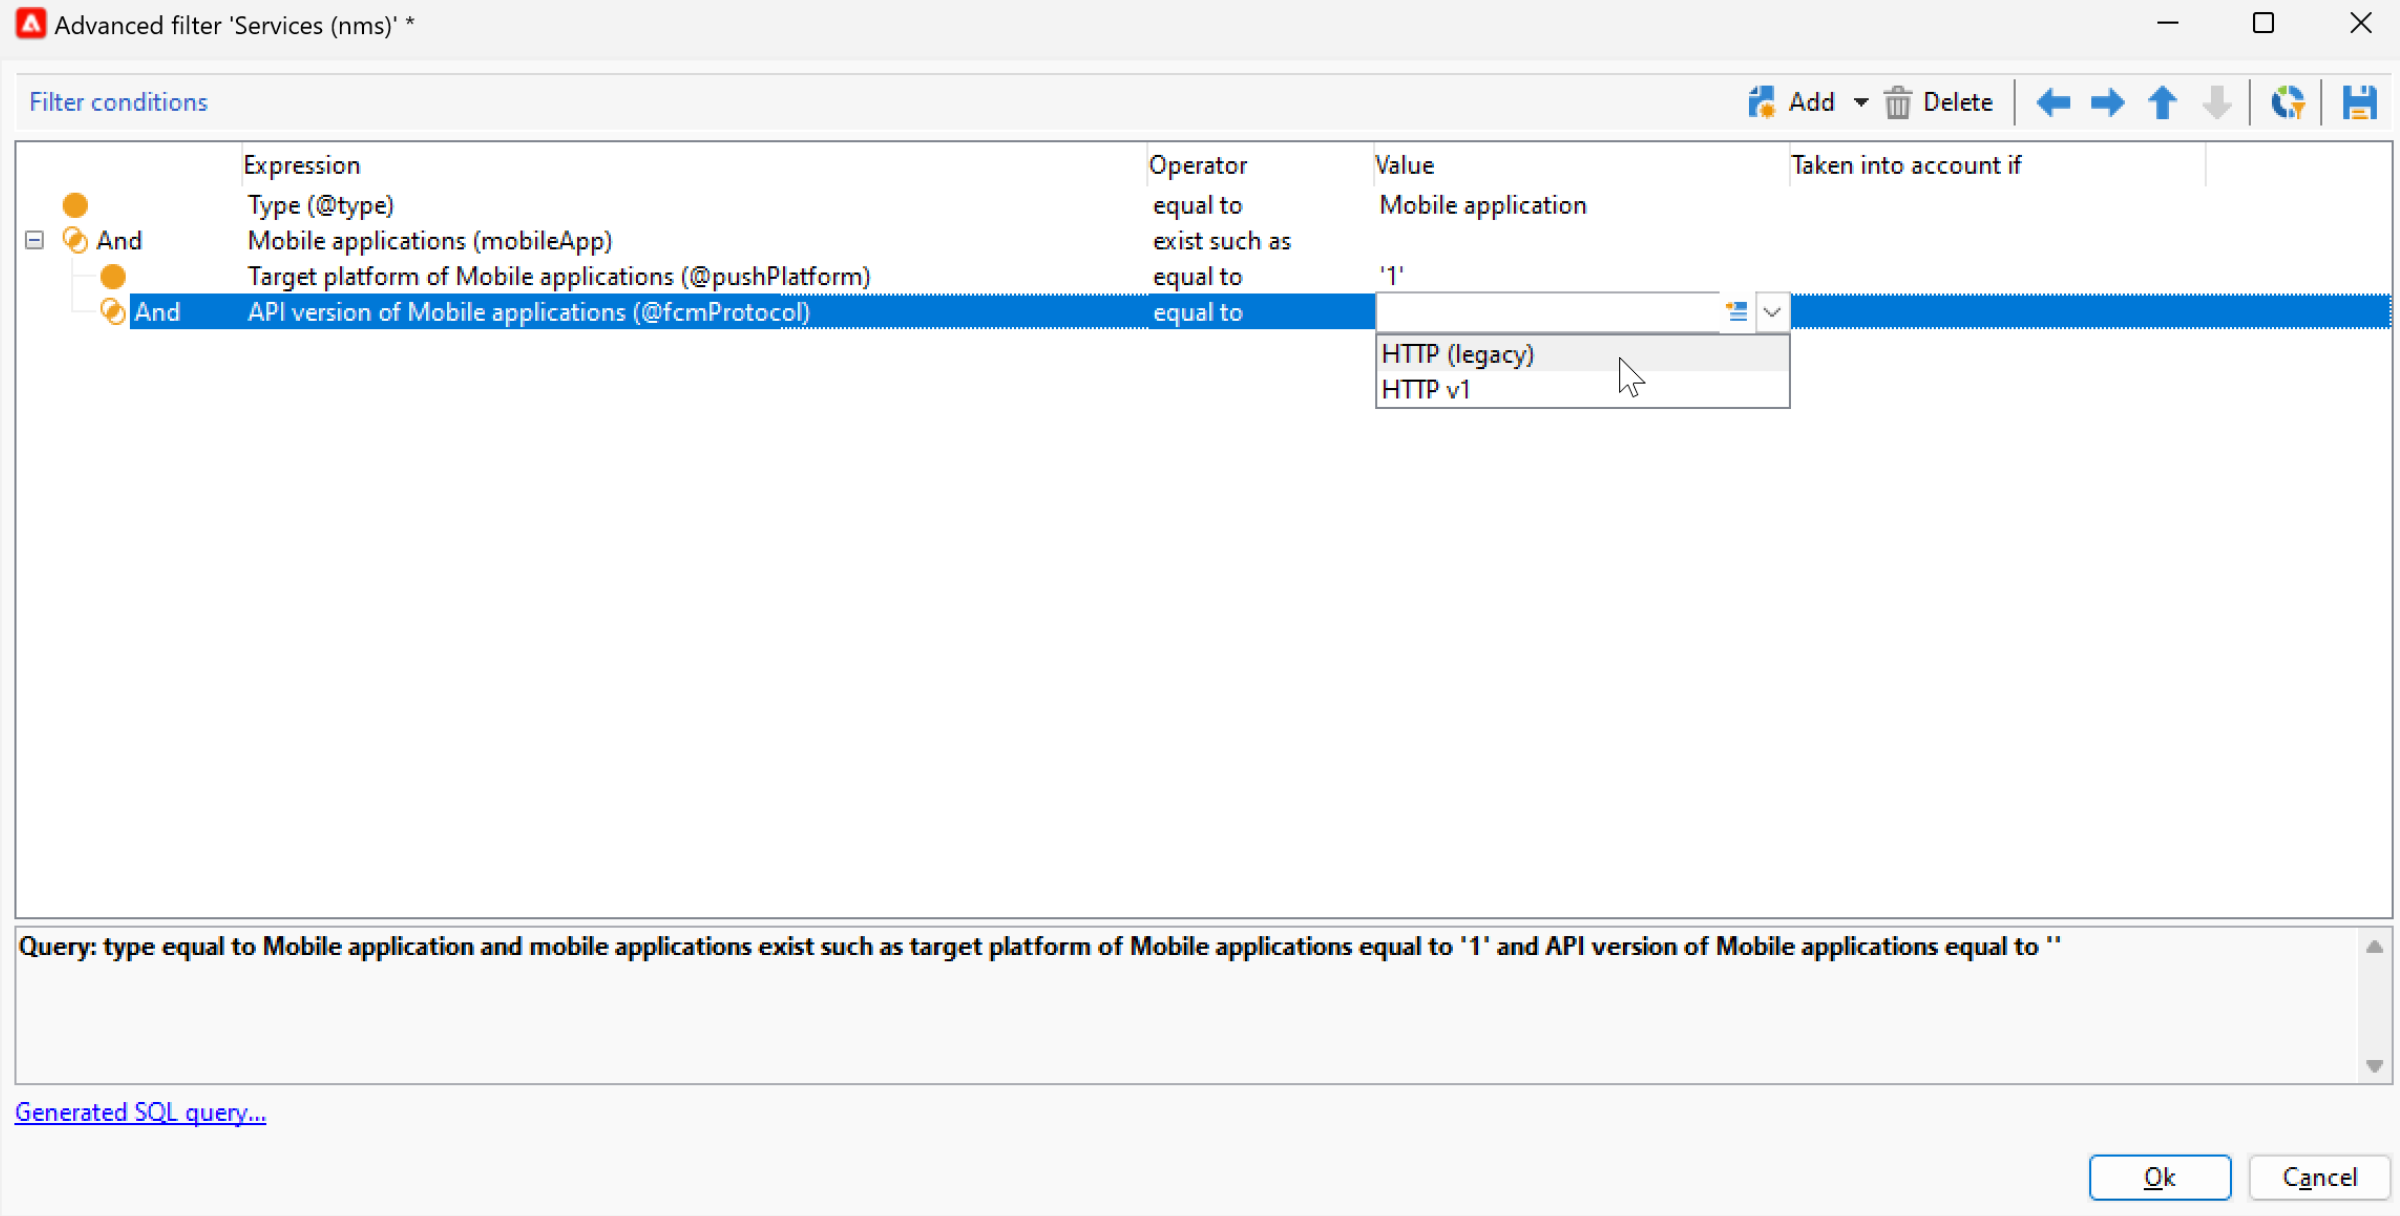 Advanced filter 'Services (nms)' *
Filter conditions Add Delete
Expression Operator Value Taken into account if
Type (@type) equal to Mobile application
And Mobile applications (mobileApp) exist such as
Target platform of Mobile applications (@pushPlatform) equal to '1'
And API version of Mobile applications (@fcmProtocol) equal to
HTTP (legacy)
HTTP v1
Query: type equal to Mobile application and mobile applications exist such as target platform of Mobile applications equal to '1' and API version of Mobile applications equal to ''
Generated SQL query...
Ok Cancel